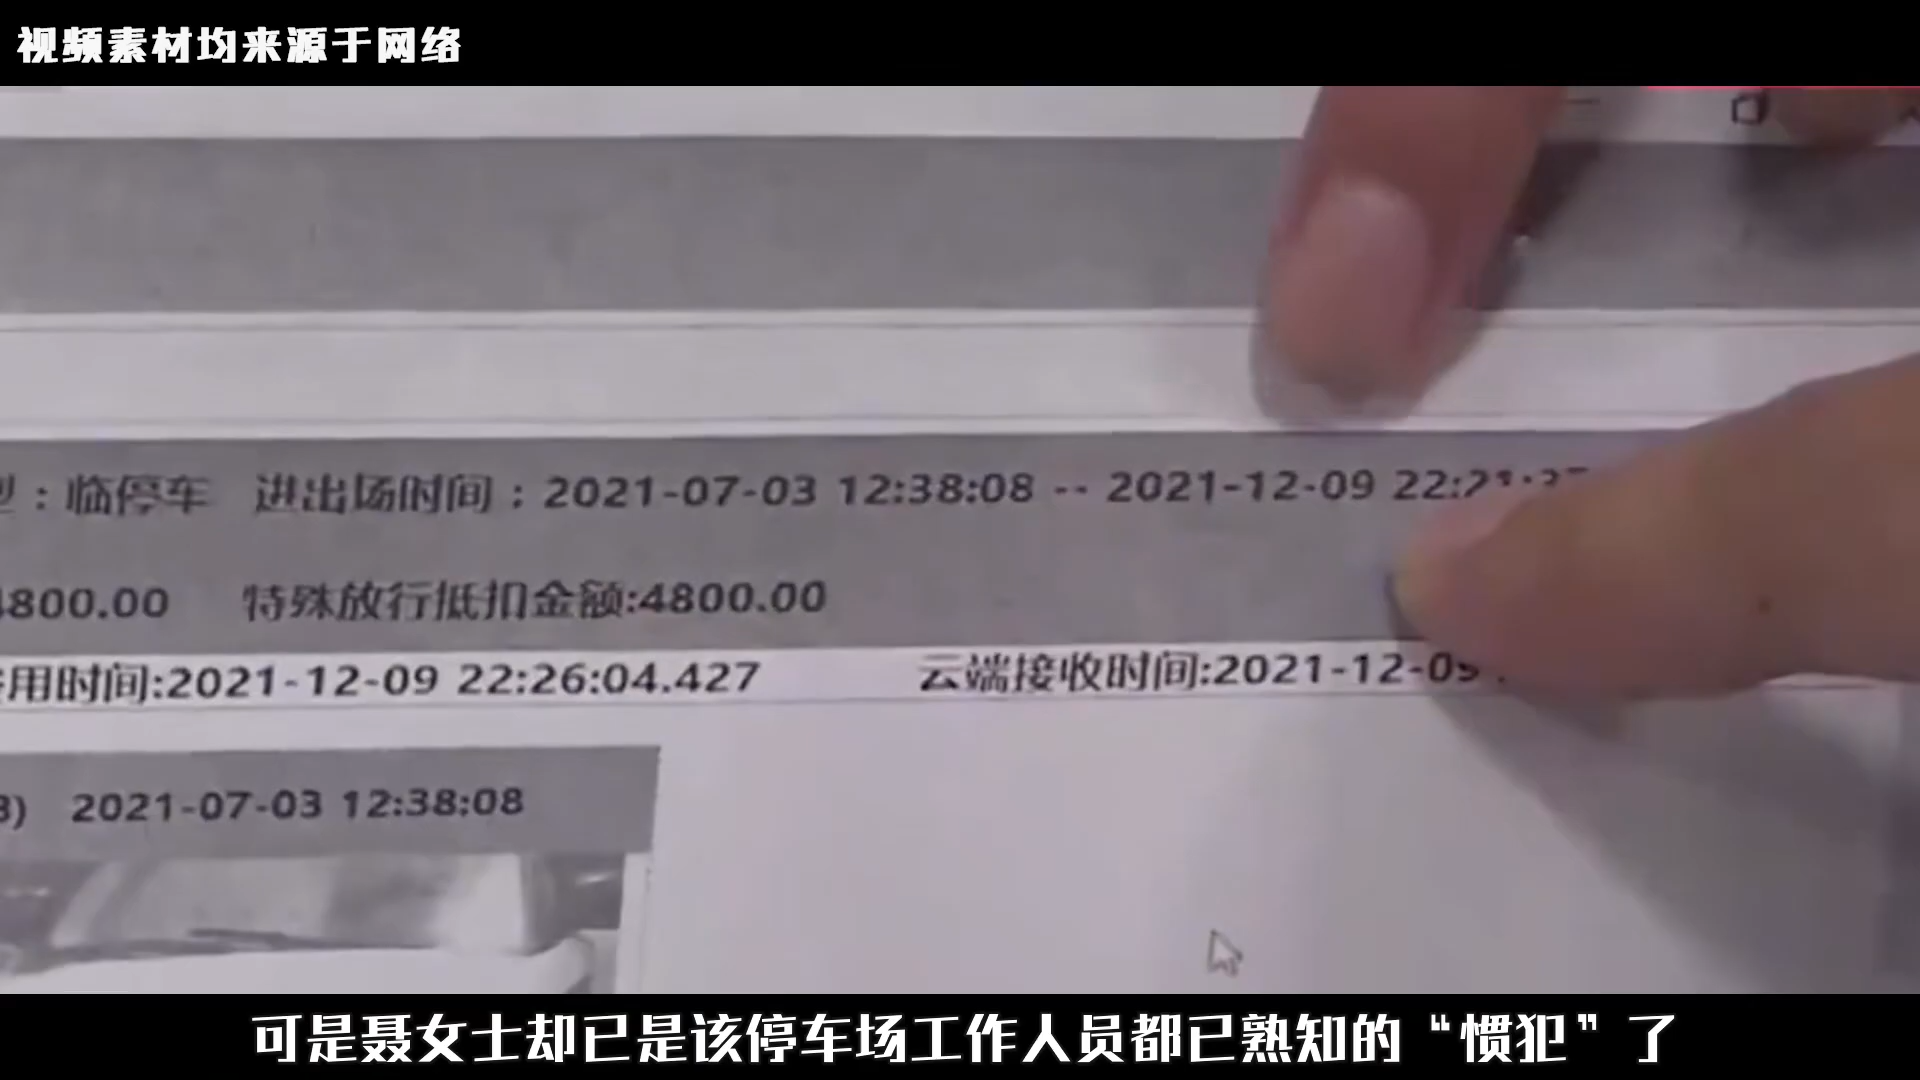 视频素材均来源于网络
：临停车 进出场时间：2021-07-03 12:38:08 -- 2021-12-09
800.00 特殊放行抵扣金额:4800.00
用时间:2021-12-09 22:26:04.427 云端接收时间:2021-12-09
2021-07-03 12:38:08
可是聂女士却已是该停车场工作人员都已熟知的“惯犯”了